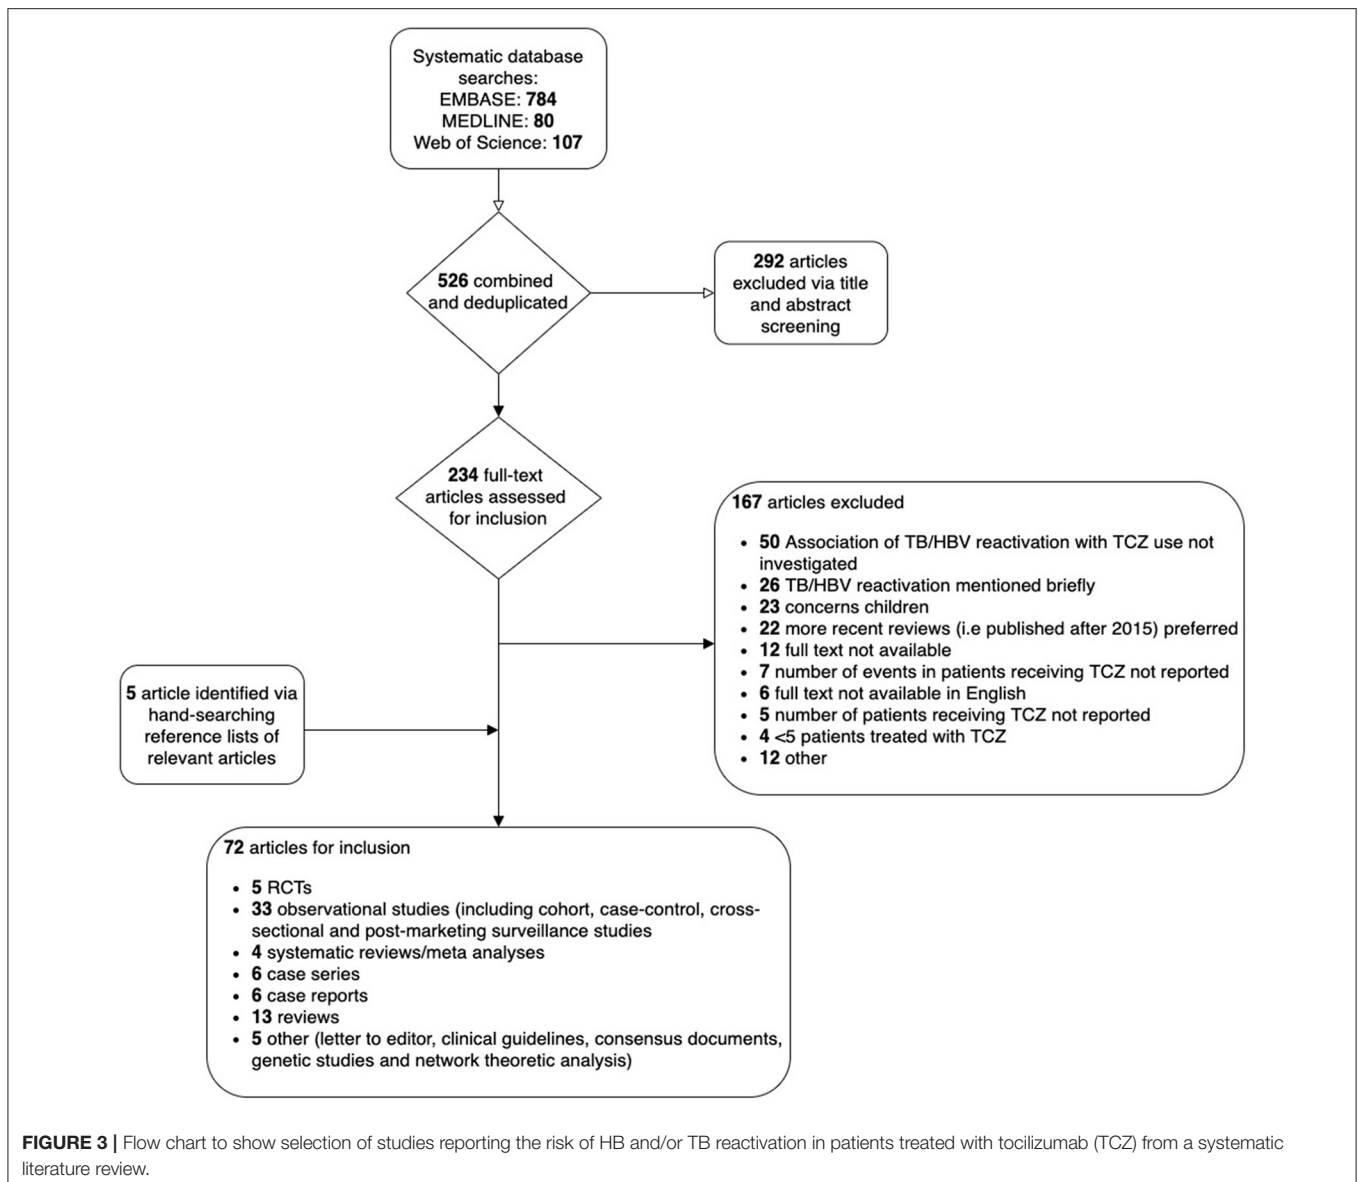 Systematic database
searches:
EMBASE: 784
MEDLINE: 80
Web of Science: 107
526 combined
and deduplicated
292 articles
excluded via title
and abstract
screening
234 full-text
articles assessed
for inclusion
167 articles excluded
• 50 Association of TB/HBV reactivation with TCZ use not
investigated
• 26 TB/HBV reactivation mentioned briefly
• 23 concerns children
• 22 more recent reviews (i.e published after 2015) preferred
• 12 full text not available
• 7 number of events in patients receiving TCZ not reported
• 6 full text not available in English
• 5 number of patients receiving TCZ not reported
• 4 <5 patients treated with TCZ
• 12 other
5 article identified via
hand-searching
reference lists of
relevant articles
72 articles for inclusion
• 5 RCTs
• 33 observational studies (including cohort, case-control, cross-
sectional and post-marketing surveillance studies
• 4 systematic reviews/meta analyses
• 6 case series
• 6 case reports
• 13 reviews
• 5 other (letter to editor, clinical guidelines, consensus documents,
genetic studies and network theoretic analysis)
FIGURE 3 | Flow chart to show selection of studies reporting the risk of HB and/or TB reactivation in patients treated with tocilizumab (TCZ) from a systematic
literature review.